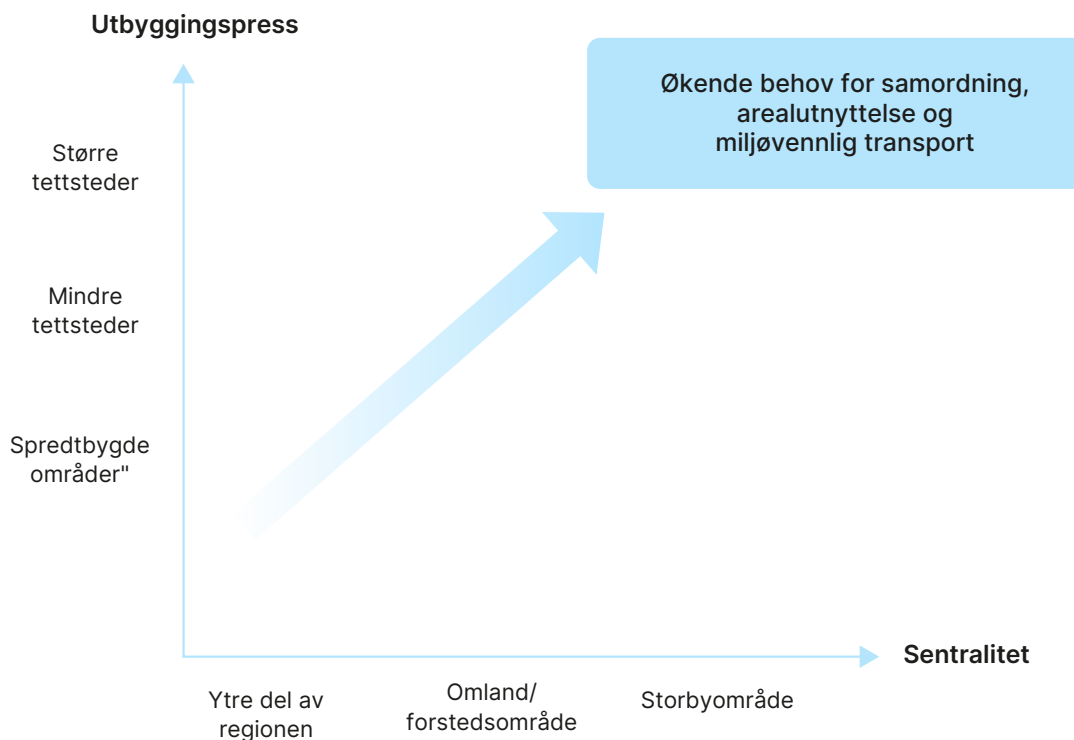 Utbyggingspress
Økende behov for samordning,
arealutnyttelse og
miljøvennlig transport
Større
tettsteder
Mindre
tettsteder
Spredtbygde
områder"
Sentralitet
Ytre del av
regionen
Omland/
forstedsområde
Storbyområde